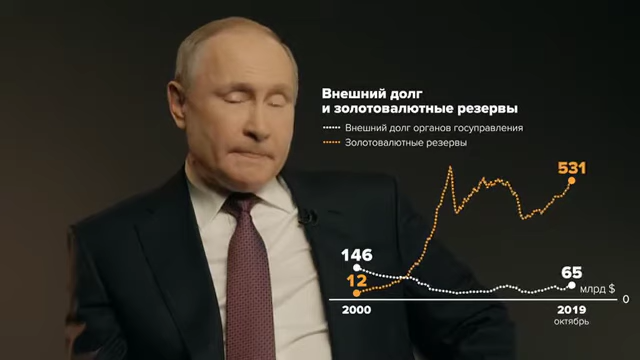 Внешний долг
и золотовалютные резервы
Внешний долг органов госуправления
Золотовалютные резервы
531
146
12
65
млрд $
0
2000
2019
октябрь